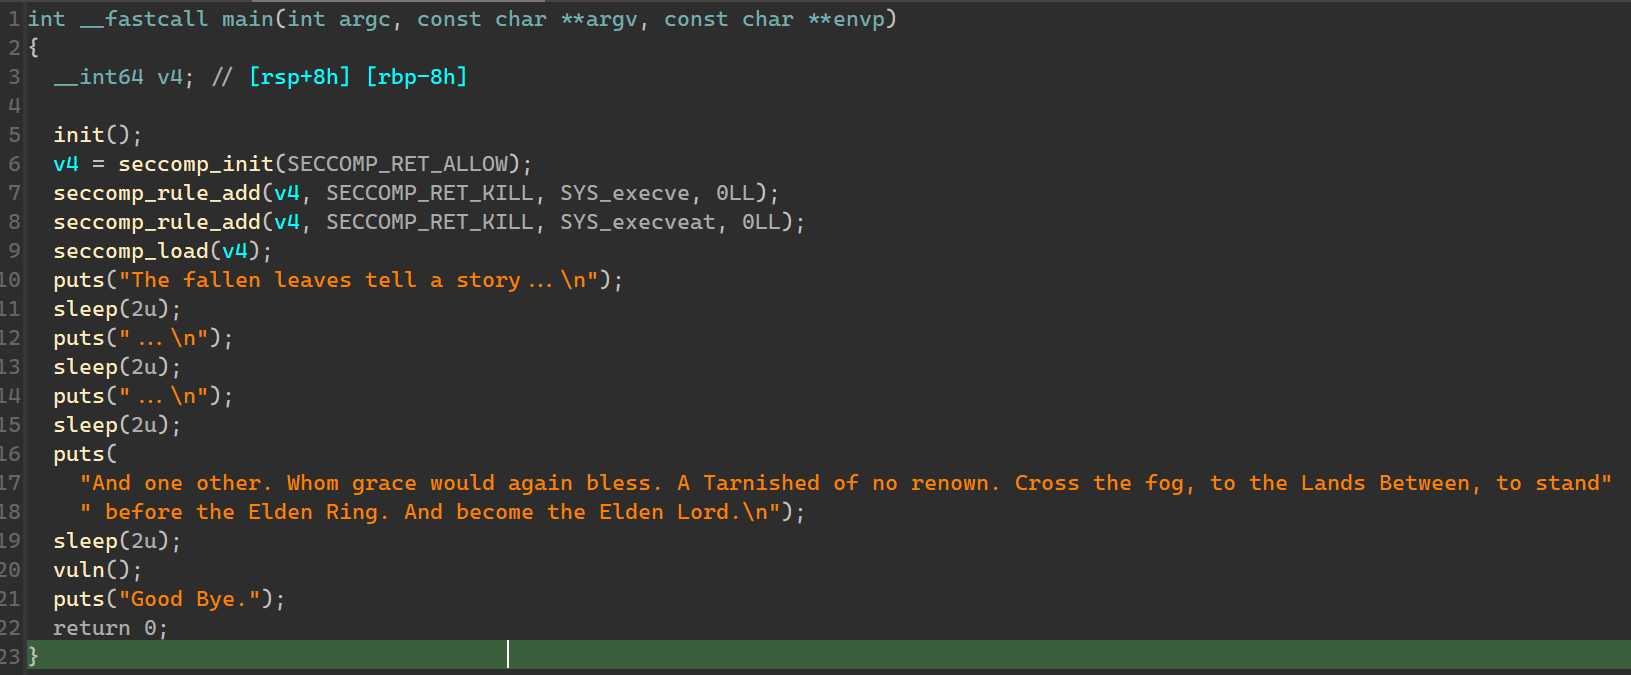 1 int __fastcall main(int argc, const char **argv, const char **envp)
2 {
3   __int64 v4; // [rsp+8h] [rbp-8h]
4
5   init();
6   v4 = seccomp_init(SECCOMP_RET_ALLOW);
7   seccomp_rule_add(v4, SECCOMP_RET_KILL, SYS_execve, 0LL);
8   seccomp_rule_add(v4, SECCOMP_RET_KILL, SYS_execveat, 0LL);
9   seccomp_load(v4);
10   puts("The fallen leaves tell a story...\n");
11   sleep(2u);
12   puts("...\n");
13   sleep(2u);
14   puts("...\n");
15   sleep(2u);
16   puts(
17     "And one other. Whom grace would again bless. A Tarnished of no renown. Cross the fog, to the Lands Between, to stand"
18     " before the Elden Ring. And become the Elden Lord.\n");
19   sleep(2u);
20   vuln();
21   puts("Good Bye.");
22   return 0;
23 }